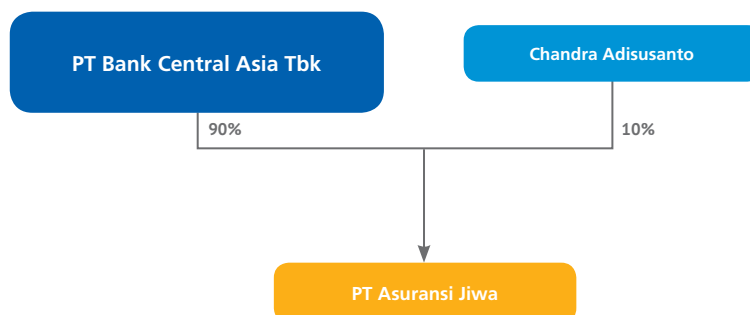 PT Bank Central Asia Tbk
Chandra Adisusanto
90%
10%
PT Asuransi Jiwa